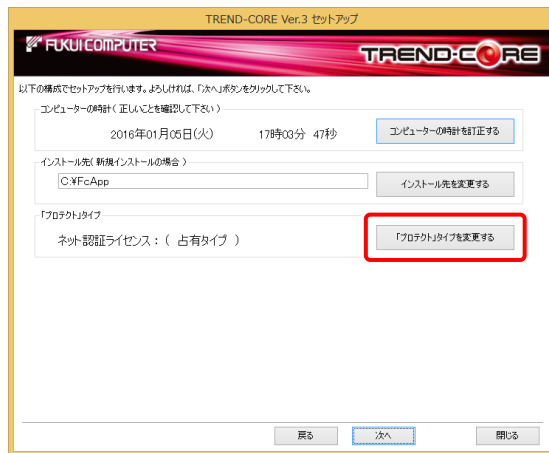 TREND-CORE Ver.3 セットアップ
FUKUI COMPUTER
TREND-CORE
以下の構成でセットアップを行います。よろしければ、「次へ」ボタンをクリックして下さい。
コンピューターの時計( 正しいことを確認して下さい )
2016年01月05日(火) 17時03分 47秒 コンピューターの時計を訂正する
インストール先( 新規インストールの場合 )
C:¥FcApp インストール先を変更する
「プロテクト」タイプ
ネット認証ライセンス：( 占有タイプ ) 「プロテクト」タイプを変更する
戻る 次へ 閉じる